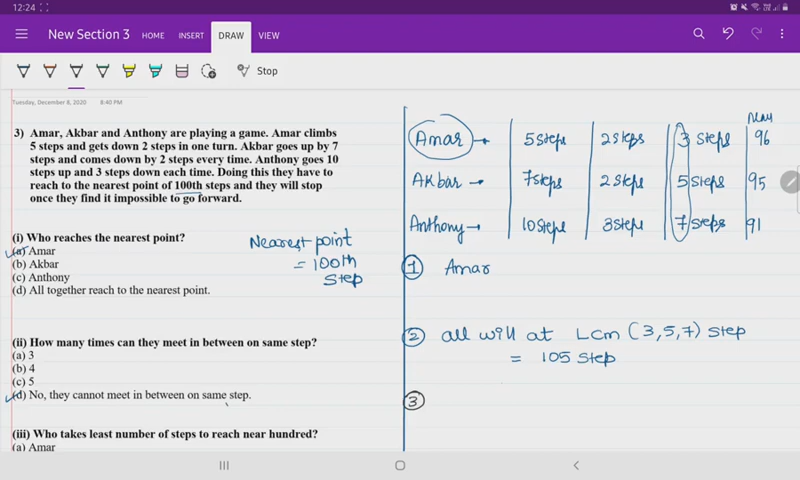 12:24
New Section 3 HOME INSERT DRAW VIEW
Stop
Tuesday, December 8, 2020 8:40 PM
3) Amar, Akbar and Anthony are playing a game. Amar climbs
5 steps and gets down 2 steps in one turn. Akbar goes up by 7
steps and comes down by 2 steps every time. Anthony goes 10
steps up and 3 steps down each time. Doing this they have to
reach to the nearest point of 100th steps and they will stop
once they find it impossible to go forward.
(i) Who reaches the nearest point?
(a) Amar
(b) Akbar
(c) Anthony
(d) All together reach to the nearest point.
Nearest point
= 100th
step
(ii) How many times can they meet in between on same step?
(a) 3
(b) 4
(c) 5
(d) No, they cannot meet in between on same step.
(iii) Who takes least number of steps to reach near hundred?
(a) Amar
Amar → 5 steps 2 steps 3 steps 96
AKbar → 7 steps 2 steps 5 steps 95
Anthony → 10 steps 3 steps 7 steps 91
1 Amar
2 all will at Lcm (3,5,7) step
= 105 step
3